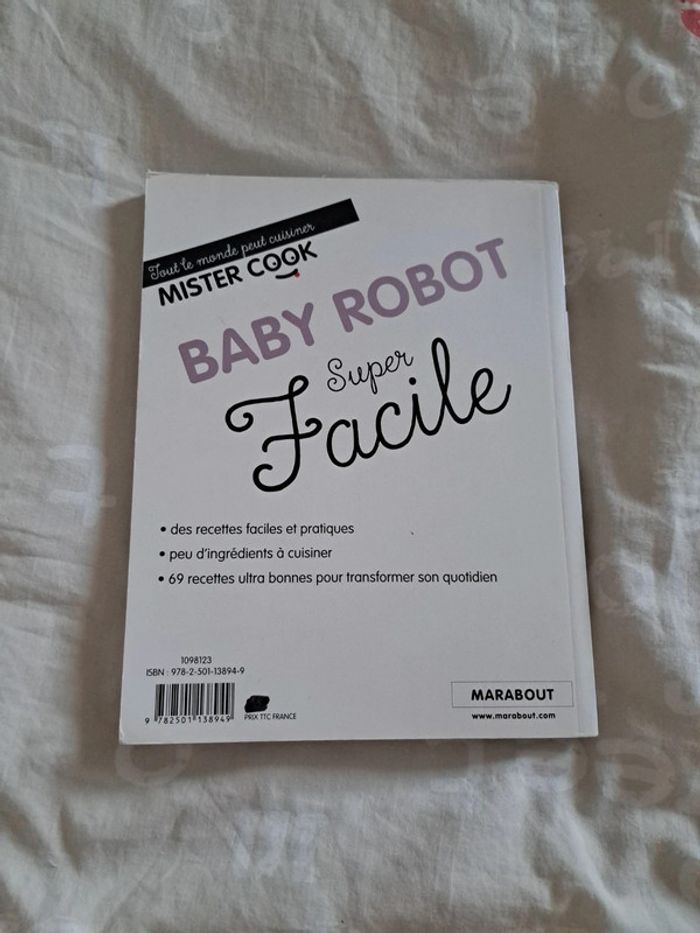 Tout le monde peut cuisiner
MISTER COOK
BABY ROBOT
Super
Facile
• des recettes faciles et pratiques
• peu d'ingrédients à cuisiner
• 69 recettes ultra bonnes pour transformer son quotidien
1098123
ISBN : 978-2-501-13894-9
9 782501 138949
PRIX TTC FRANCE
MARABOUT
www.marabout.com